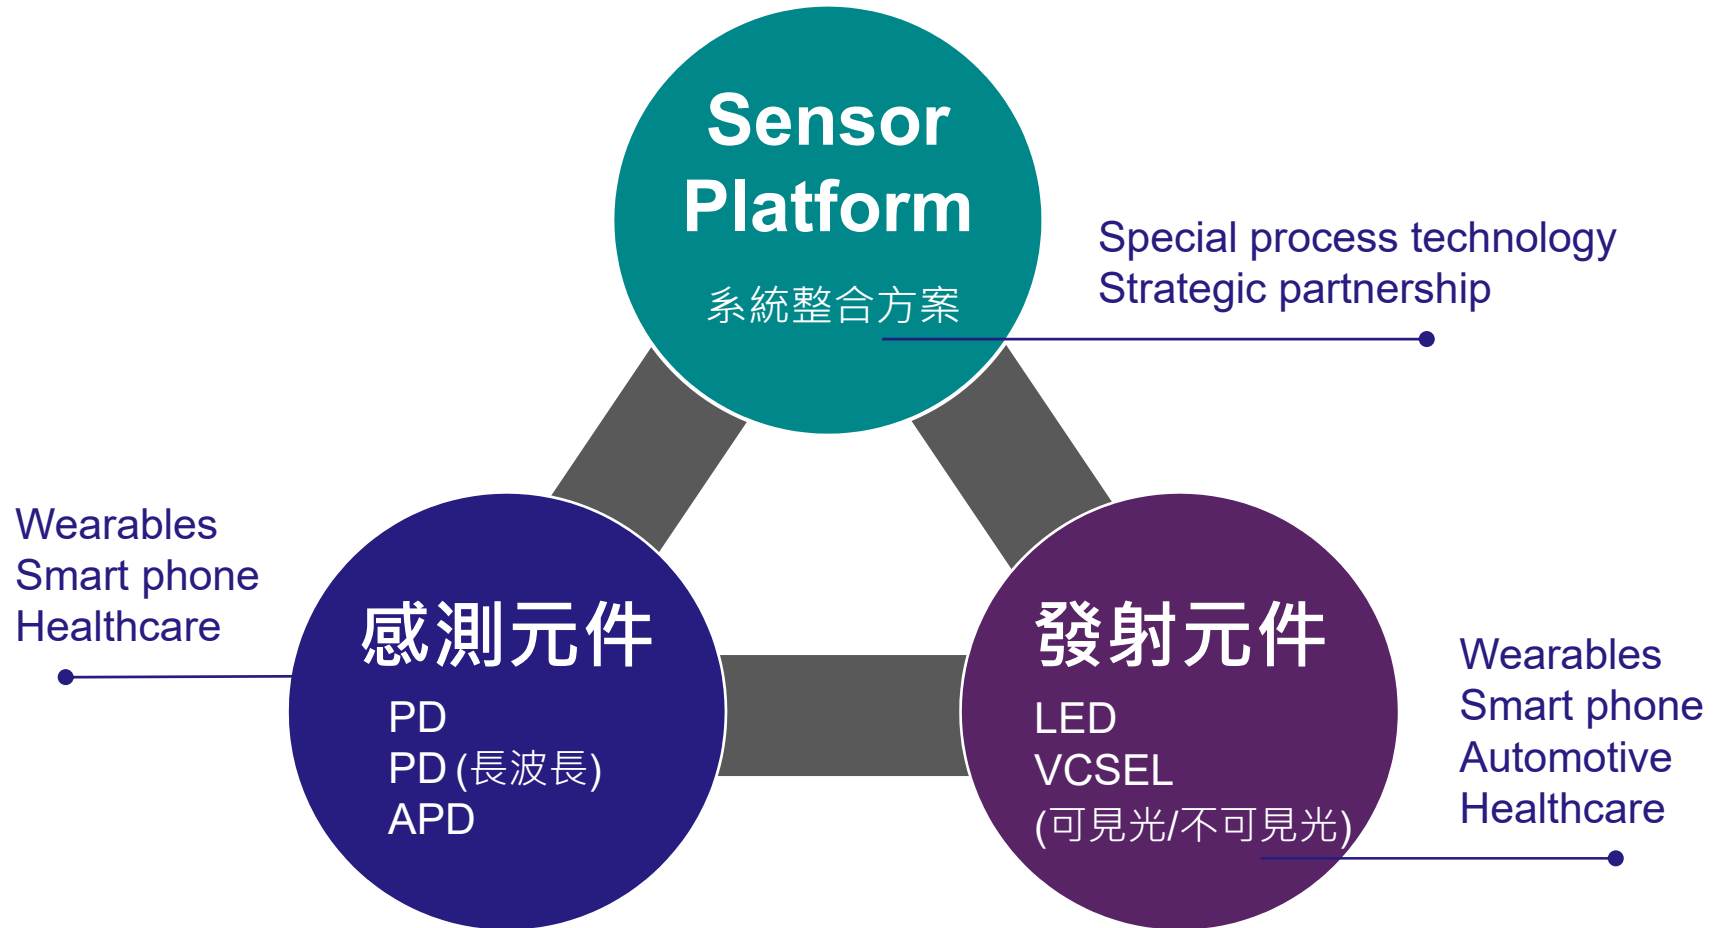 Sensor
Platform
系統整合方案
Special process technology
Strategic partnership
Wearables
Smart phone
Healthcare
感測元件
PD
PD (長波長)
APD
發射元件
LED
VCSEL
(可見光/不可見光)
Wearables
Smart phone
Automotive
Healthcare